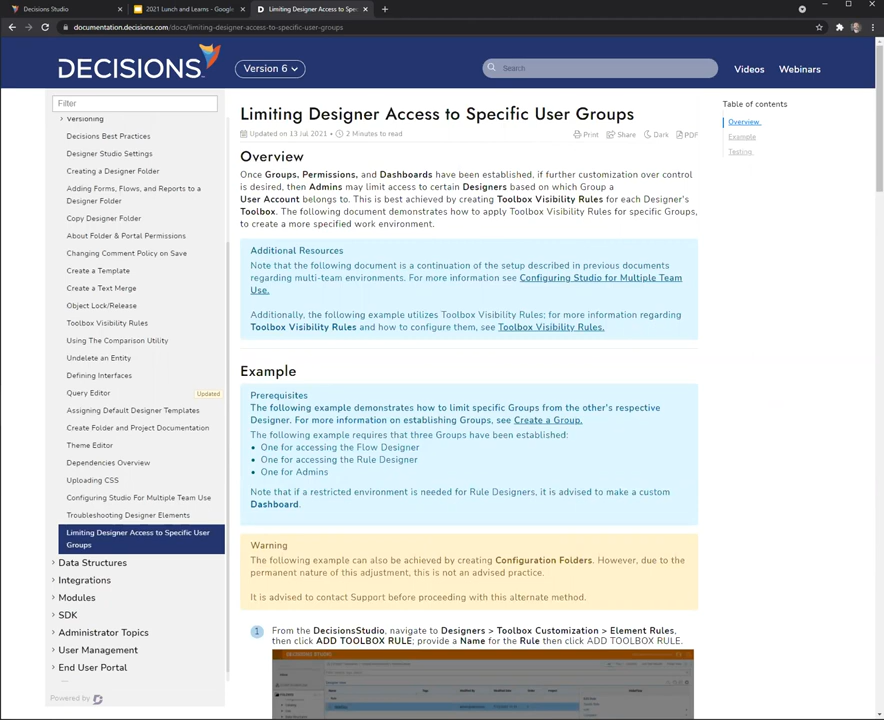 Decisions Studio
2021 Lunch and Learns - Google
Limiting Designer Access to Spec
documentation.decisions.com/docs/limiting-designer-access-to-specific-user-groups
DECISIONS
Version 6
Search
Videos
Webinars
Filter
Versioning
Decisions Best Practices
Designer Studio Settings
Creating a Designer Folder
Adding Forms, Flows, and Reports to a
Designer Folder
Copy Designer Folder
About Folder & Portal Permissions
Changing Comment Policy on Save
Create a Template
Create a Text Merge
Object Lock/Release
Toolbox Visibility Rules
Using The Comparison Utility
Undelete an Entity
Defining Interfaces
Query Editor
Updated
Assigning Default Designer Templates
Create Folder and Project Documentation
Theme Editor
Dependencies Overview
Uploading CSS
Configuring Studio For Multiple Team Use
Troubleshooting Designer Elements
Limiting Designer Access to Specific User
Groups
Data Structures
Integrations
Modules
SDK
Administrator Topics
User Management
End User Portal
Powered by
Limiting Designer Access to Specific User Groups
Updated on 13 Jul 2021 • 2 Minutes to read
Print Share Dark PDF
Overview
Once Groups, Permissions, and Dashboards have been established, if further customization over control
is desired, then Admins may limit access to certain Designers based on which Group a
User Account belongs to. This is best achieved by creating Toolbox Visibility Rules for each Designer's
Toolbox. The following document demonstrates how to apply Toolbox Visibility Rules for specific Groups,
to create a more specified work environment.
Additional Resources
Note that the following document is a continuation of the setup described in previous documents
regarding multi-team environments. For more information see Configuring Studio for Multiple Team
Use.
Additionally, the following example utilizes Toolbox Visibility Rules; for more information regarding
Toolbox Visibility Rules and how to configure them, see Toolbox Visibility Rules.
Example
Prerequisites
The following example demonstrates how to limit specific Groups from the other's respective
Designer. For more information on establishing Groups, see Create a Group.
The following example requires that three Groups have been established:
• One for accessing the Flow Designer
• One for accessing the Rule Designer
• One for Admins
Note that if a restricted environment is needed for Rule Designers, it is advised to make a custom
Dashboard.
Warning
The following example can also be achieved by creating Configuration Folders. However, due to the
permanent nature of this adjustment, this is not an advised practice.
It is advised to contact Support before proceeding with this alternate method.
1 From the DecisionsStudio, navigate to Designers > Toolbox Customization > Element Rules,
then click ADD TOOLBOX RULE; provide a Name for the Rule then click ADD TOOLBOX RULE.
Table of contents
Overview
Example
Testing